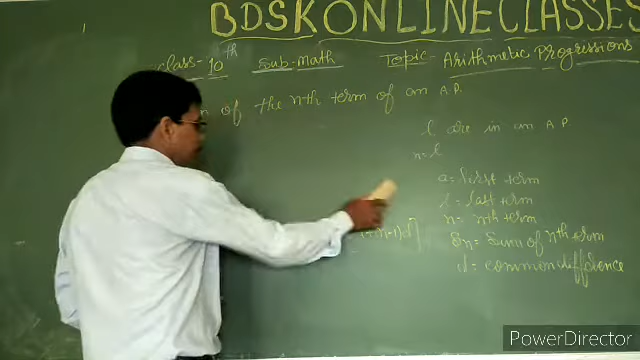 BDSKONLINECLASSES
class- 10th Sub- Math Topic- Arithmetic Progressions
of the nth term of an A.P.
l are in an A P
n=l
a= first term
l = last term
n= nth term
Sn= Sum of nth term
d= common difference
PowerDirector